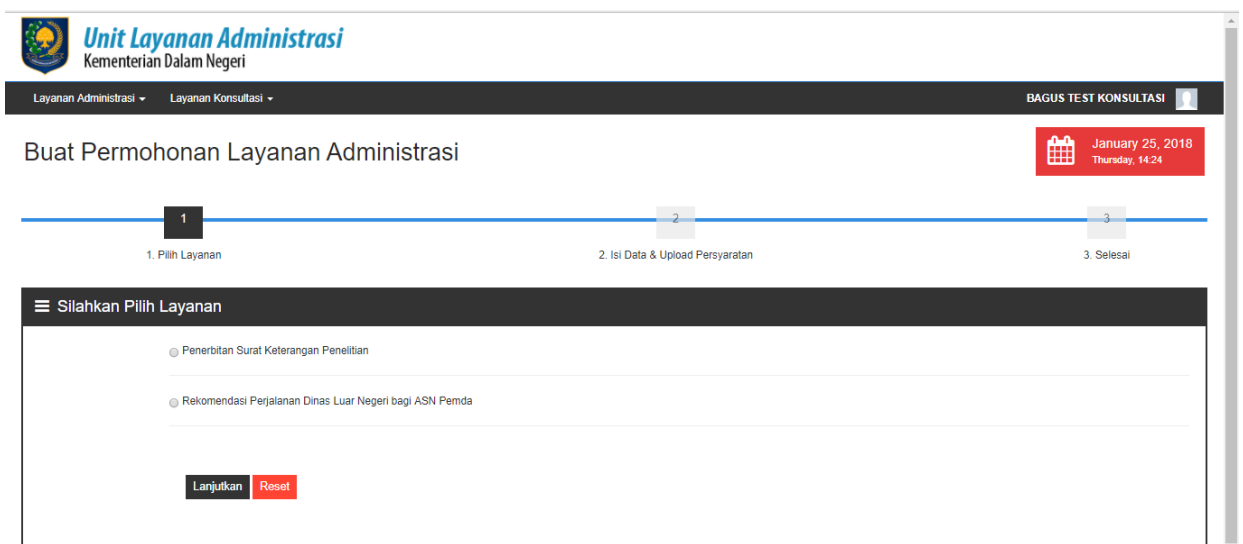 Unit Layanan Administrasi
Kementerian Dalam Negeri
Layanan Administrasi Layanan Konsultasi BAGUS TEST KONSULTASI
Buat Permohonan Layanan Administrasi
January 25, 2018
Thursday, 14:24
1 2 3
1. Pilih Layanan 2. Isi Data & Upload Persyaratan 3. Selesai
Silahkan Pilih Layanan
Penerbitan Surat Keterangan Penelitian
Rekomendasi Perjalanan Dinas Luar Negeri bagi ASN Pemda
Lanjutkan Reset